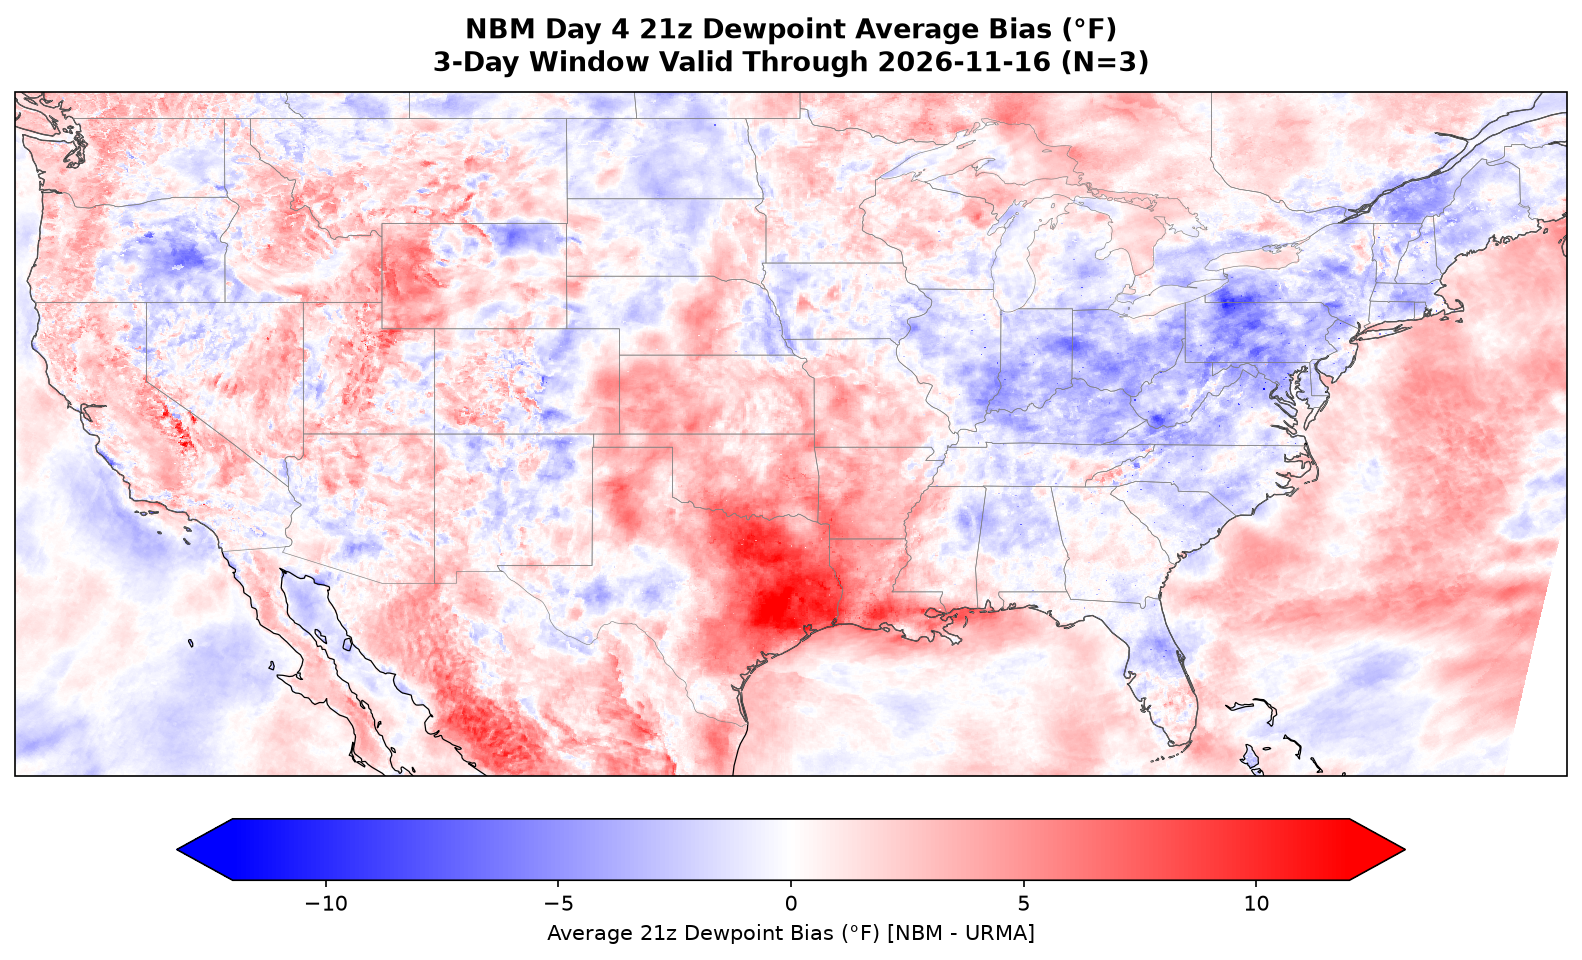 NBM Day 4 21z Dewpoint Average Bias (°F)
3-Day Window Valid Through 2026-11-16 (N=3)
−10 −5 0 5 10
Average 21z Dewpoint Bias (°F) [NBM - URMA]